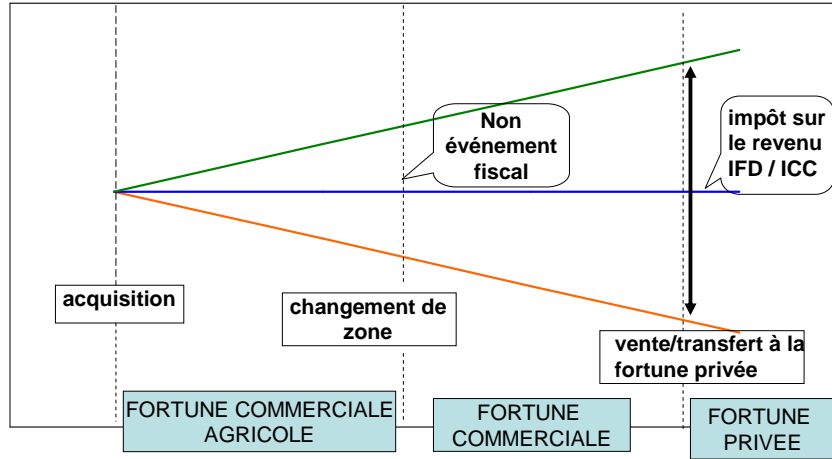 Non
événement
fiscal
impôt sur
le revenu
IFD / ICC
acquisition
changement de
zone
vente/transfert à la
fortune privée
FORTUNE COMMERCIALE
AGRICOLE
FORTUNE
COMMERCIALE
FORTUNE
PRIVEE